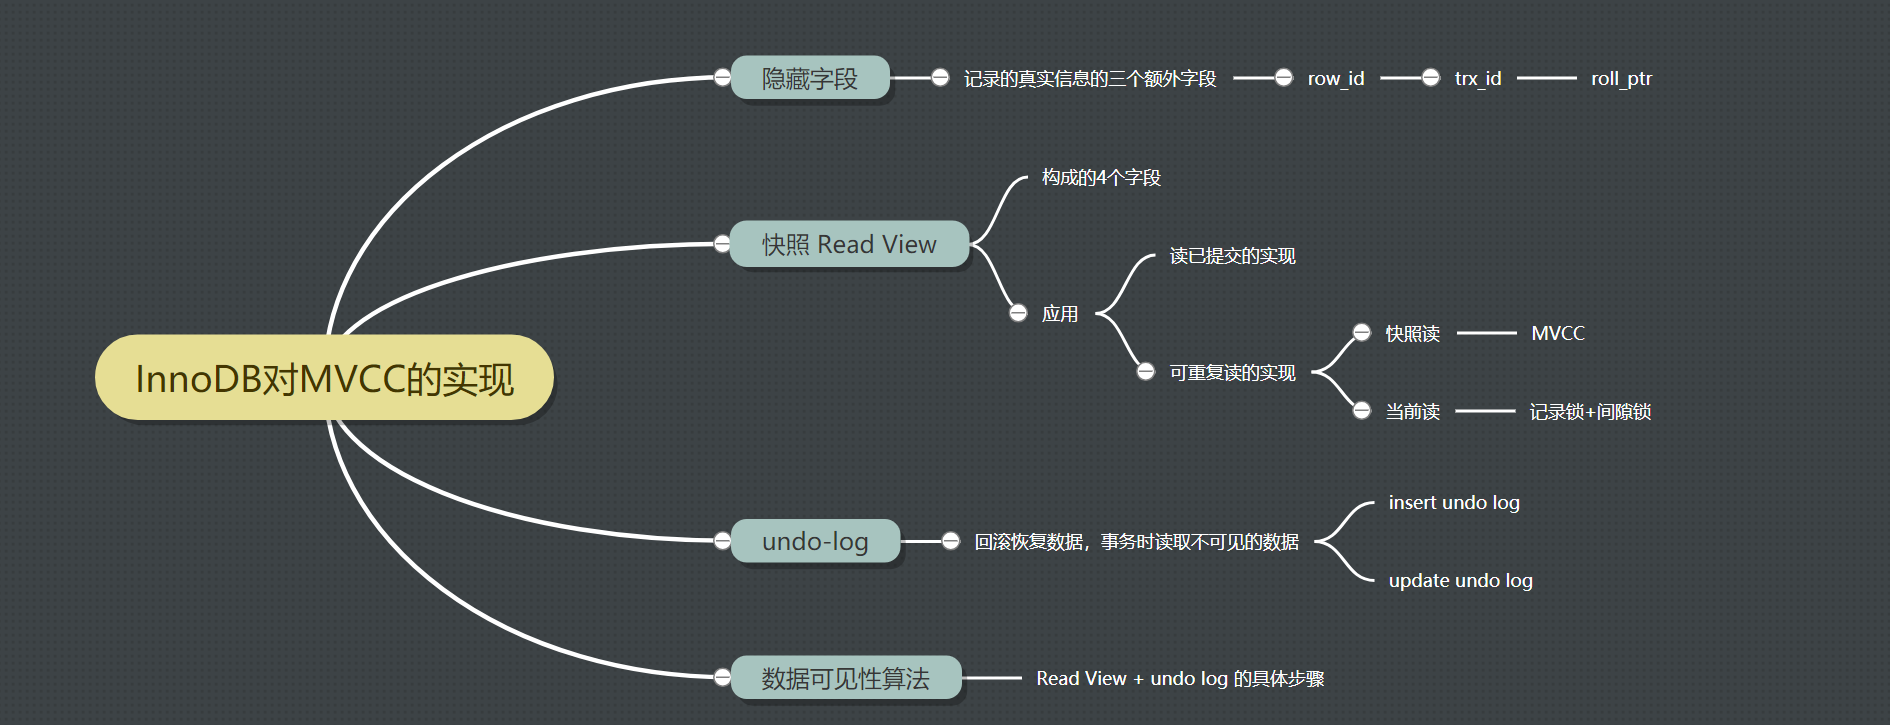 InnoDB对MVCC的实现
隐藏字段
记录的真实信息的三个额外字段
row_id
trx_id
roll_ptr
快照 Read View
构成的4个字段
应用
读已提交的实现
可重复读的实现
快照读
MVCC
当前读
记录锁+间隙锁
undo-log
回滚恢复数据，事务时读取不可见的数据
insert undo log
update undo log
数据可见性算法
Read View + undo log 的具体步骤